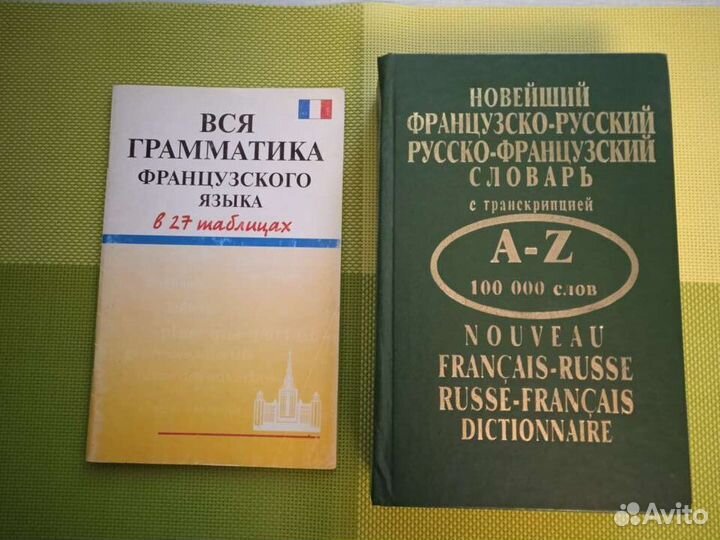 ВСЯ
ГРАММАТИКА
ФРАНЦУЗСКОГО
ЯЗЫКА
в 27 таблицах
НОВЕЙШИЙ
ФРАНЦУЗСКО-РУССКИЙ
РУССКО-ФРАНЦУЗСКИЙ
СЛОВАРЬ
с транскрипцией
A-Z
100 000 слов
NOUVEAU
FRANÇAIS-RUSSE
RUSSE-FRANÇAIS
DICTIONNAIRE
Avito